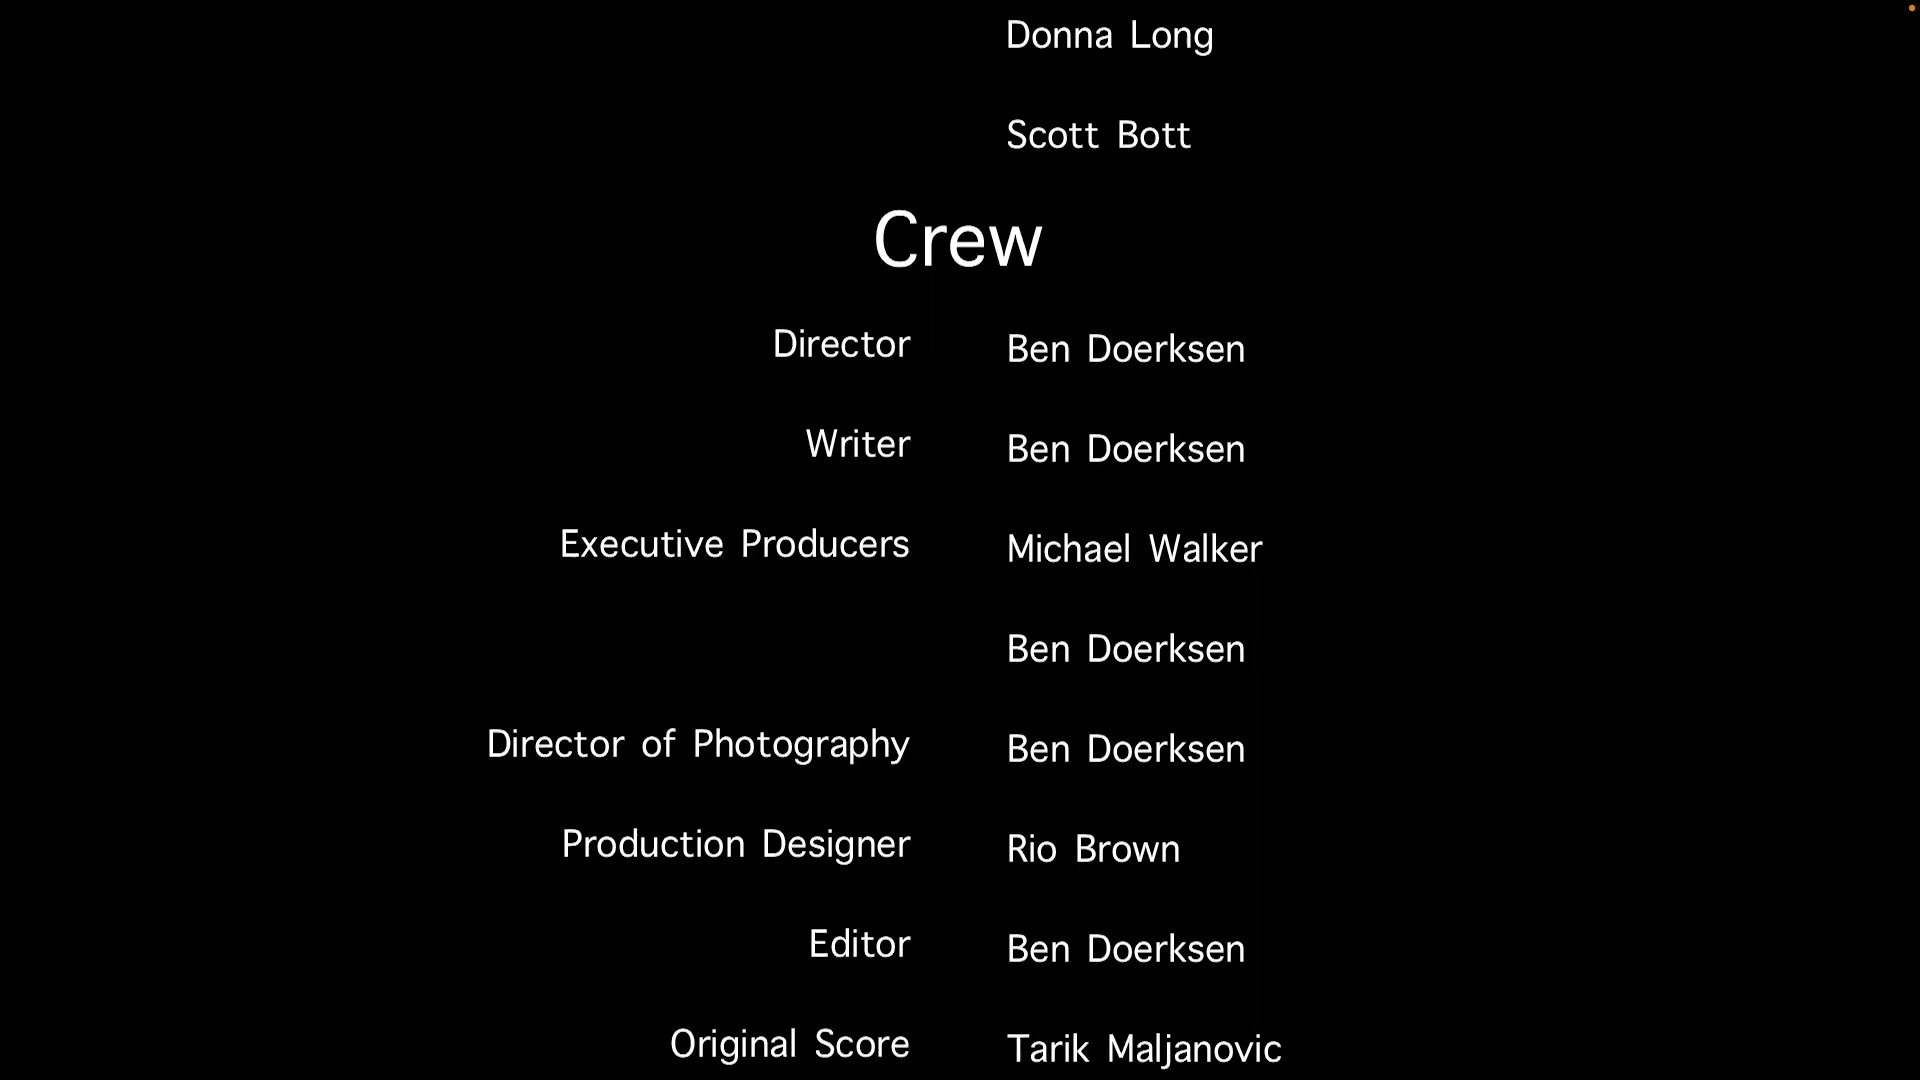 Donna Long
Scott Bott
Crew
Director Ben Doerksen
Writer Ben Doerksen
Executive Producers Michael Walker
Ben Doerksen
Director of Photography Ben Doerksen
Production Designer Rio Brown
Editor Ben Doerksen
Original Score Tarik Maljanovic